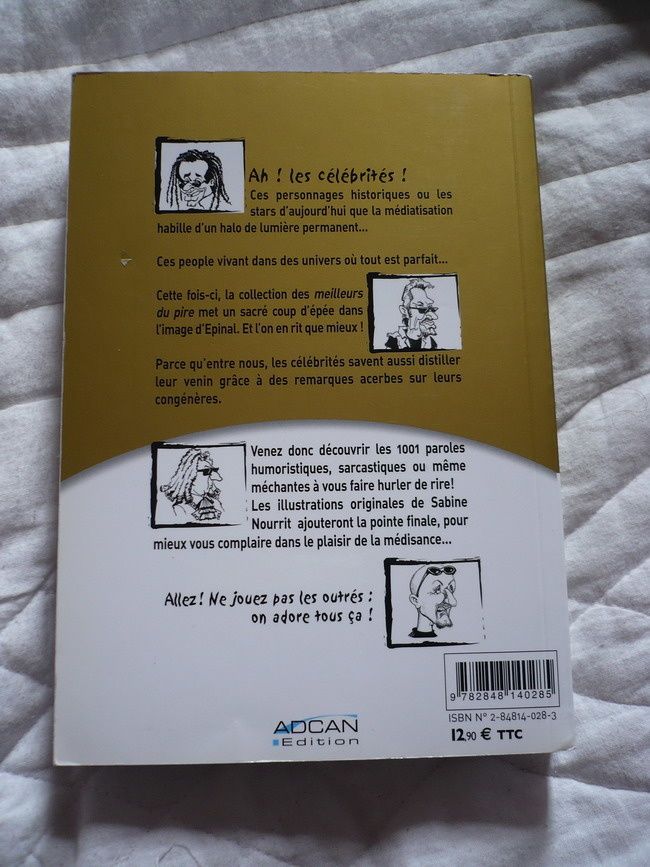 Ah ! les célébrités !
Ces personnages historiques ou les
stars d'aujourd'hui que la médiatisation
habille d'un halo de lumière permanent...
Ces people vivant dans des univers où tout est parfait...
Cette fois-ci, la collection des meilleurs
du pire met un sacré coup d'épée dans
l'image d'Epinal. Et l'on en rit que mieux !
Parce qu'entre nous, les célébrités savent aussi distiller
leur venin grâce à des remarques acerbes sur leurs
congénères.
Venez donc découvrir les 1001 paroles
humoristiques, sarcastiques ou même
méchantes à vous faire hurler de rire!
Les illustrations originales de Sabine
Nourrit ajouteront la pointe finale, pour
mieux vous complaire dans le plaisir de la médisance...
Allez! Ne jouez pas les outrés :
on adore tous ça !
9 782848 140285
ISBN N° 2-84814-028-3
12,90 € TTC
ADCAN
Edition